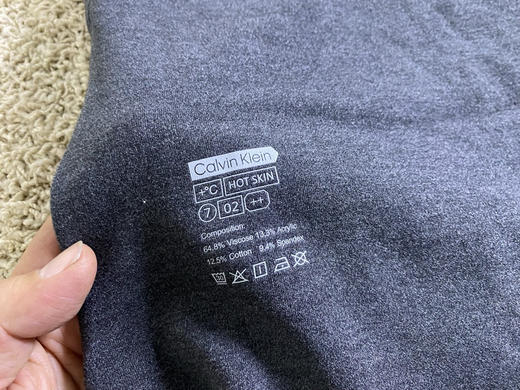 Calvin Klein
+°C HOT SKIN
7 02 ++
Composition:
64.8% Viscose 13.3% Acrylic
12.5% Cotton 9.4% Spandex
30